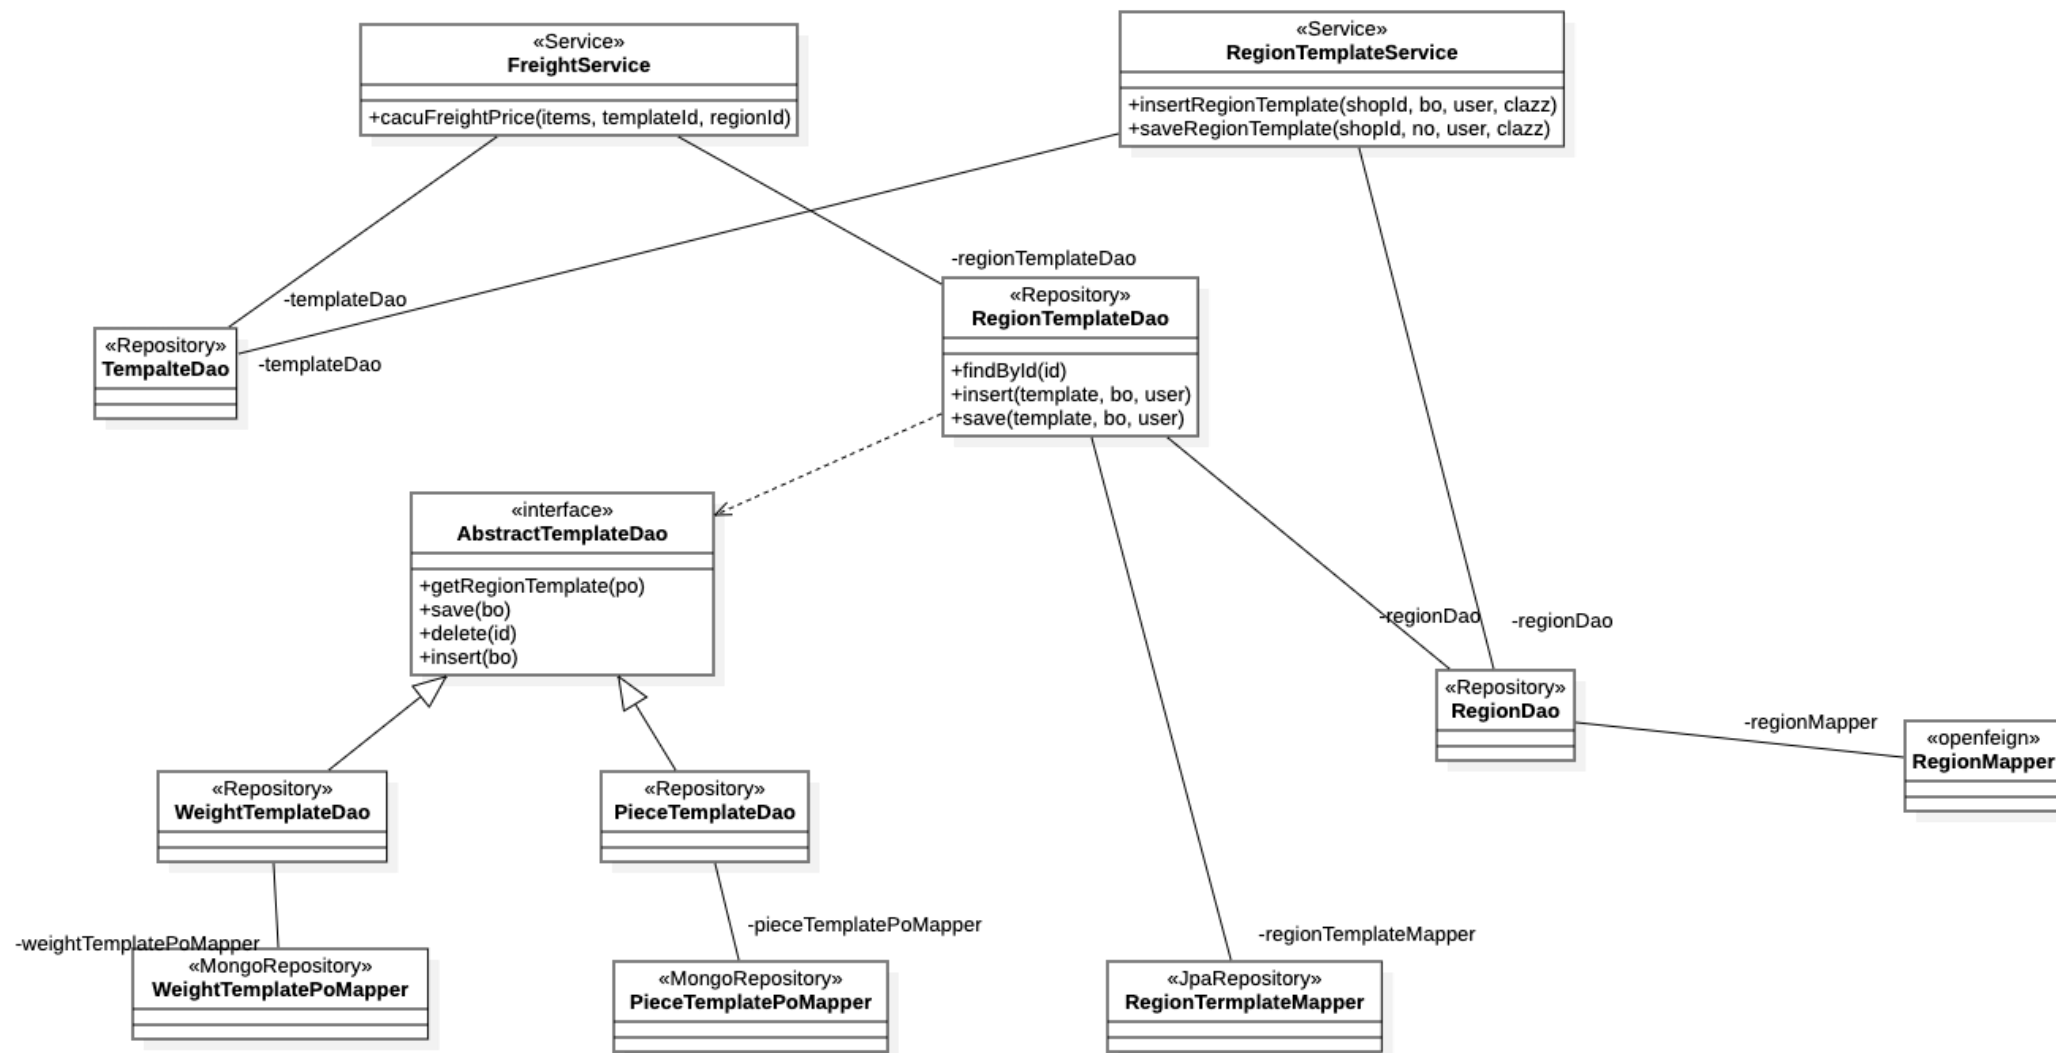 «Service»
FreightService
+cacuFreightPrice(items, templateId, regionId)
«Service»
RegionTemplateService
+insertRegionTemplate(shopId, bo, user, clazz)
+saveRegionTemplate(shopId, no, user, clazz)
-templateDao
-templateDao
«Repository»
TempalteDao
-regionTemplateDao
«Repository»
RegionTemplateDao
+findById(id)
+insert(template, bo, user)
+save(template, bo, user)
«interface»
AbstractTemplateDao
+getRegionTemplate(po)
+save(bo)
+delete(id)
+insert(bo)
-regionDao
-regionDao
«Repository»
RegionDao
-regionMapper
«openfeign»
RegionMapper
«Repository»
WeightTemplateDao
«Repository»
PieceTemplateDao
-weightTemplatePoMapper
«MongoRepository»
WeightTemplatePoMapper
-pieceTemplatePoMapper
«MongoRepository»
PieceTemplatePoMapper
-regionTemplateMapper
«JpaRepository»
RegionTermplateMapper